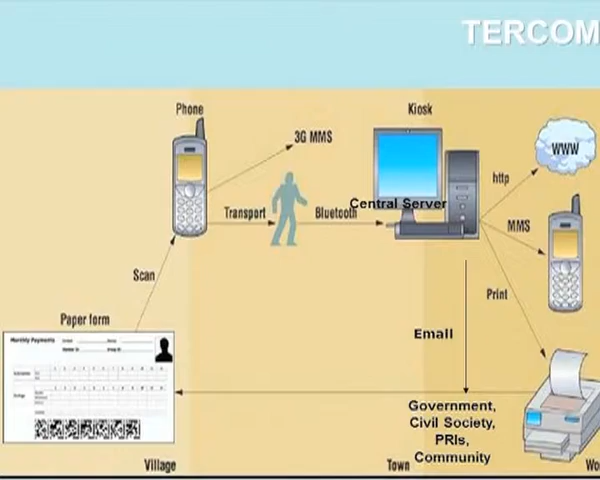 TERCOM
Phone
Kiosk
3G MMS
WWW
http
Central Server
Transport
Bluetooth
MMS
Scan
Print
Paper form
Email
Monthly Payments
Government,
Civil Society,
PRIs,
Community
Village
Town
Wo